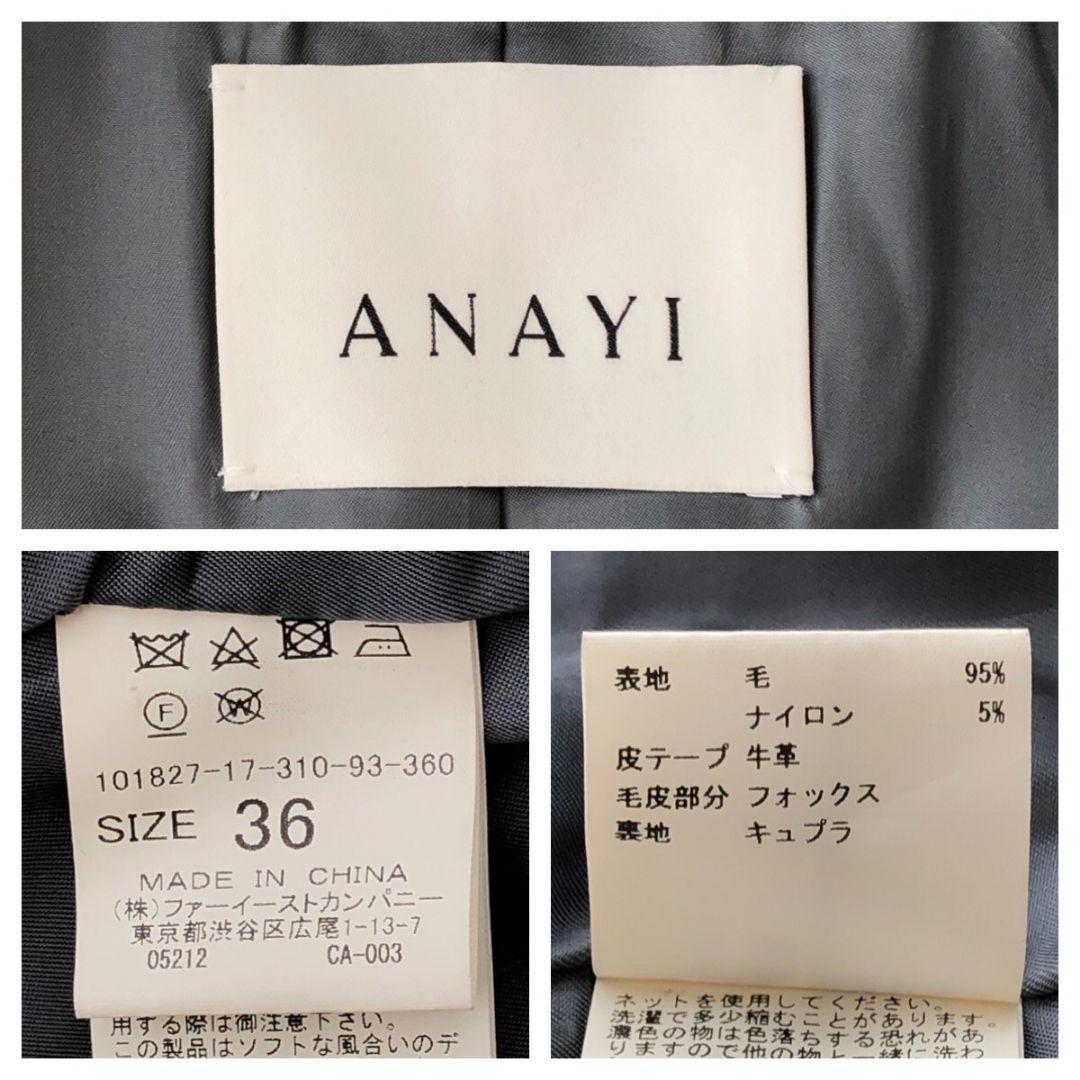 ANAYI
F
W
101827-17-310-93-360
SIZE 36
MADE IN CHINA
(株)ファーイーストカンパニー
東京都渋谷区広尾1-13-7
05212 CA-003
用する際は御注意下さい。
この製品はソフトな風合いのデ
表地 毛 95%
ナイロン 5%
皮テープ 牛革
毛皮部分 フォックス
裏地 キュプラ
ネットを使用してください。
洗濯で多少縮むことがあります。
濃色の物は色落ちする恐れがあ
りますので他の物と一緒に洗わ